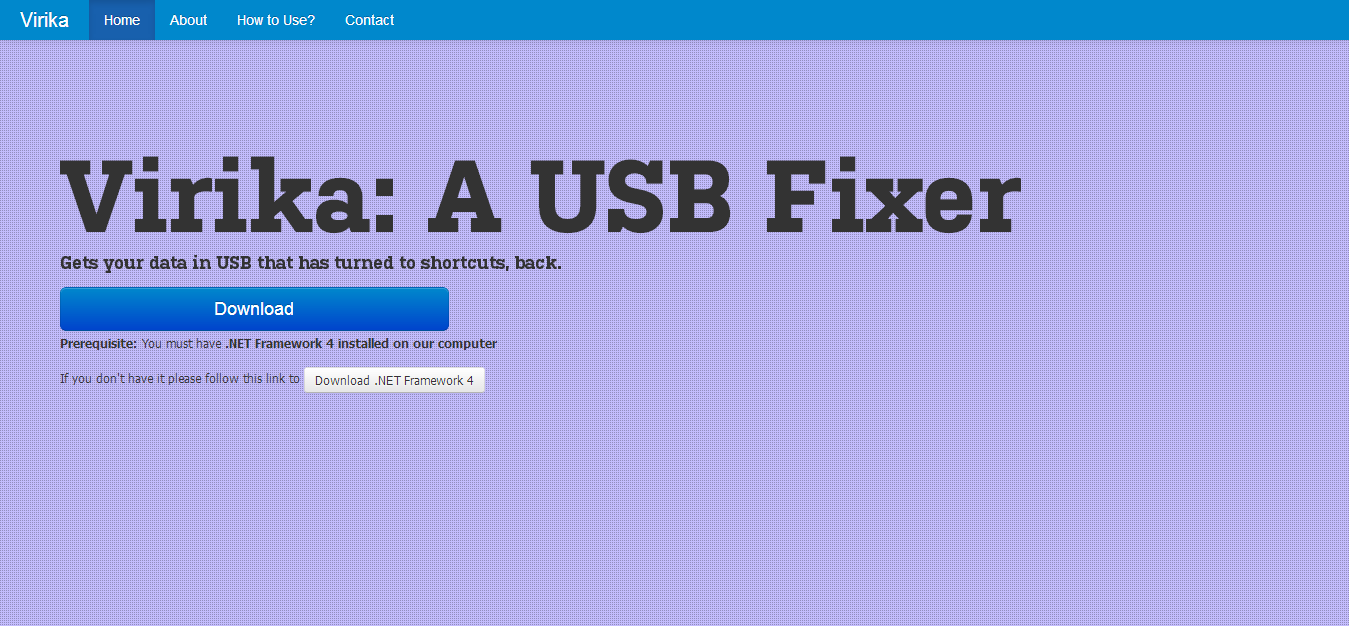 Virika Home About How to Use? Contact
Virika: A USB Fixer
Gets your data in USB that has turned to shortcuts, back.
Download
Prerequisite: You must have .NET Framework 4 installed on our computer
If you don't have it please follow this link to Download .NET Framework 4